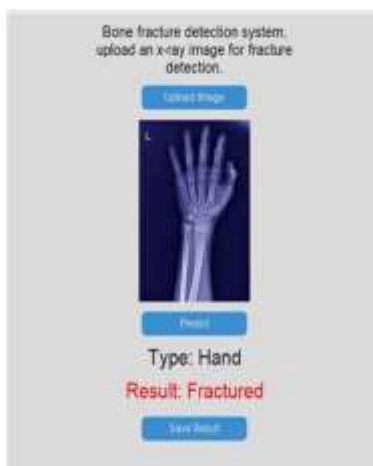 Bone fracture detection system,
upload an x-ray image for fracture
detection.
Upload Image
L
Predict
Type: Hand
Result: Fractured
Save Result